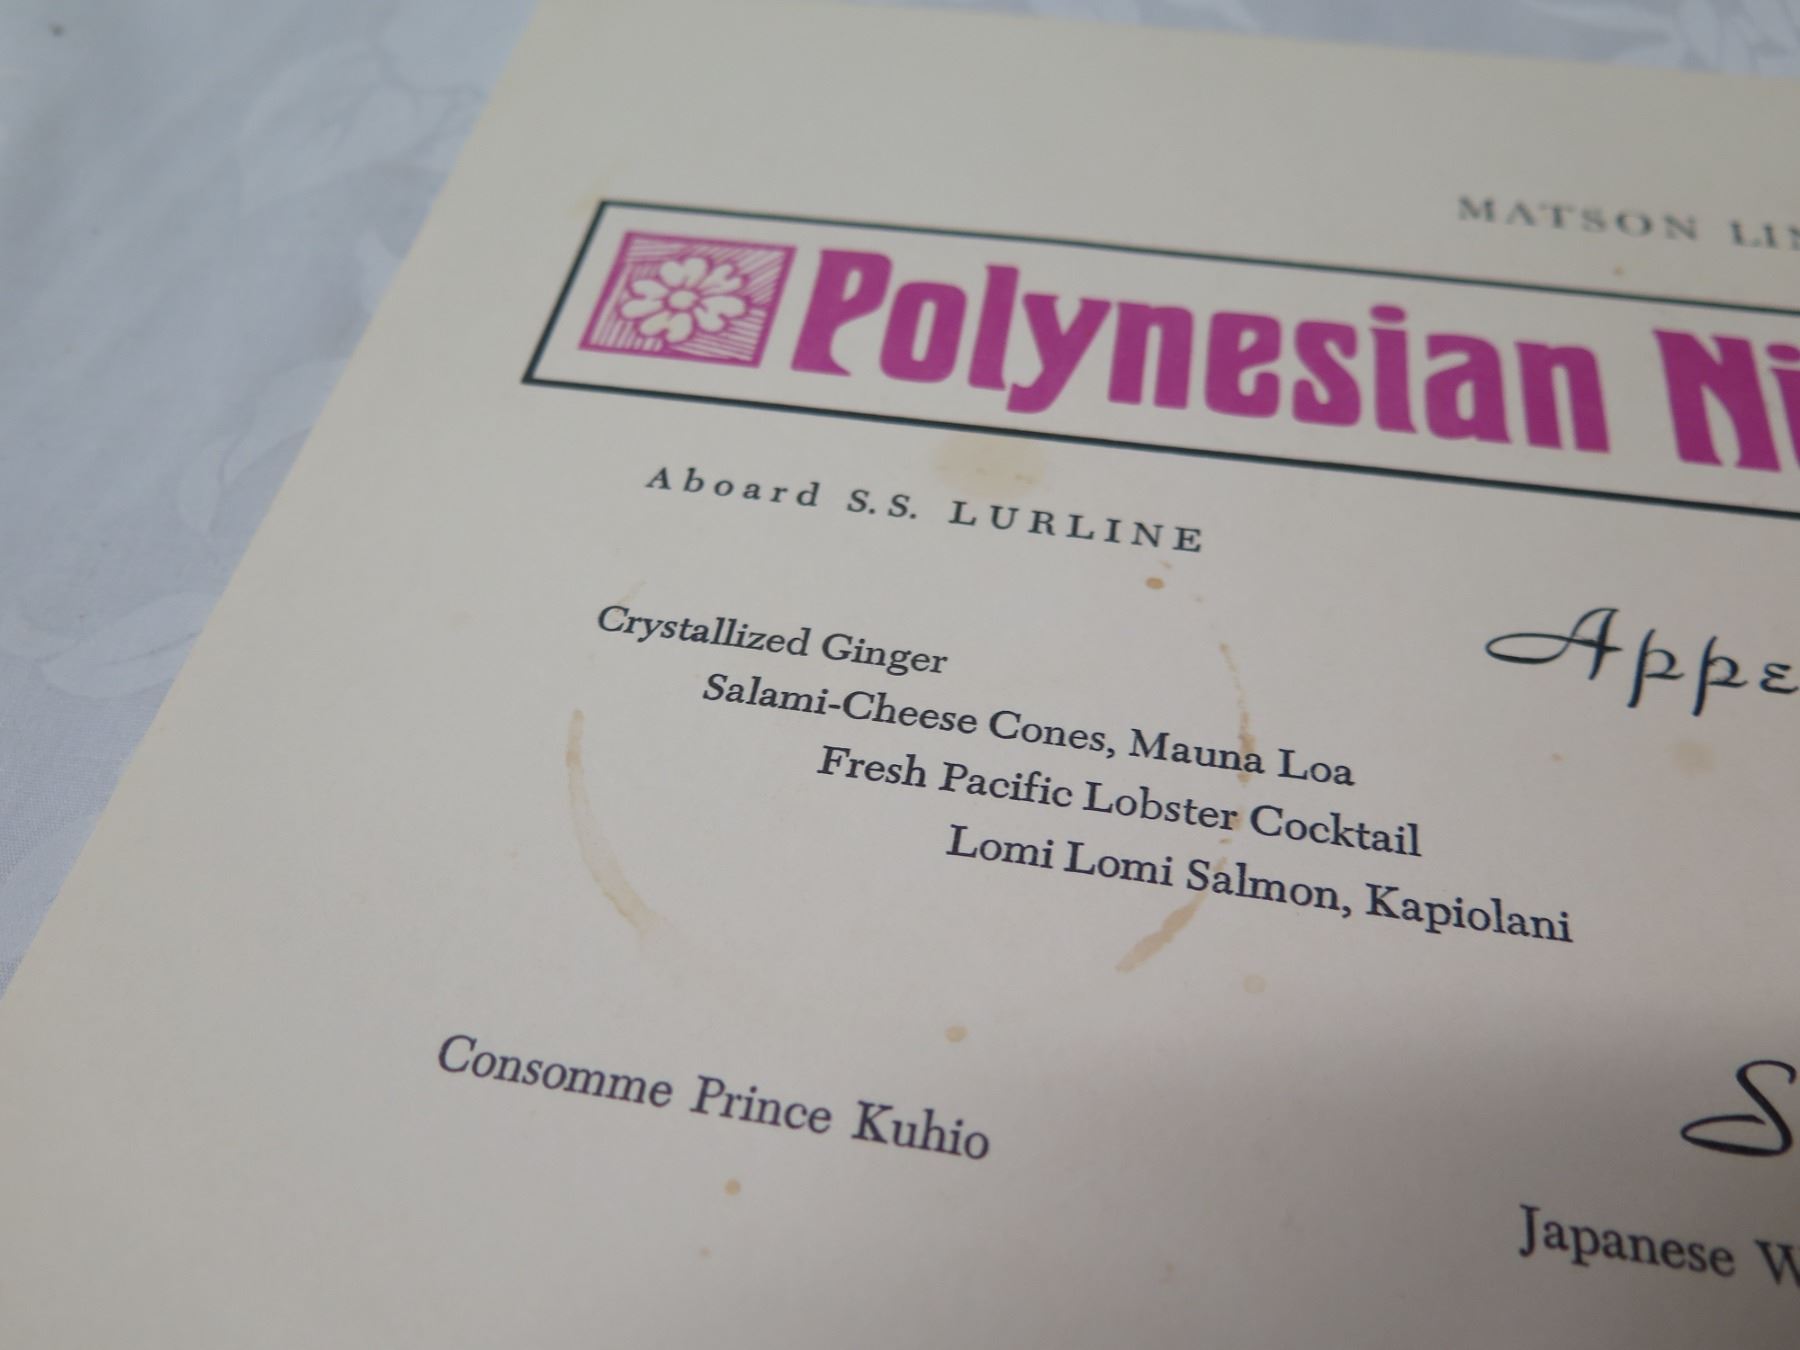 MATSON
Polynesian
Aboard S.S. LURLINE
Crystallized Ginger
Salami-Cheese Cones, Mauna Loa
Fresh Pacific Lobster Cocktail
Lomi Lomi Salmon, Kapiolani
Consomme Prince Kuhio
Japanese